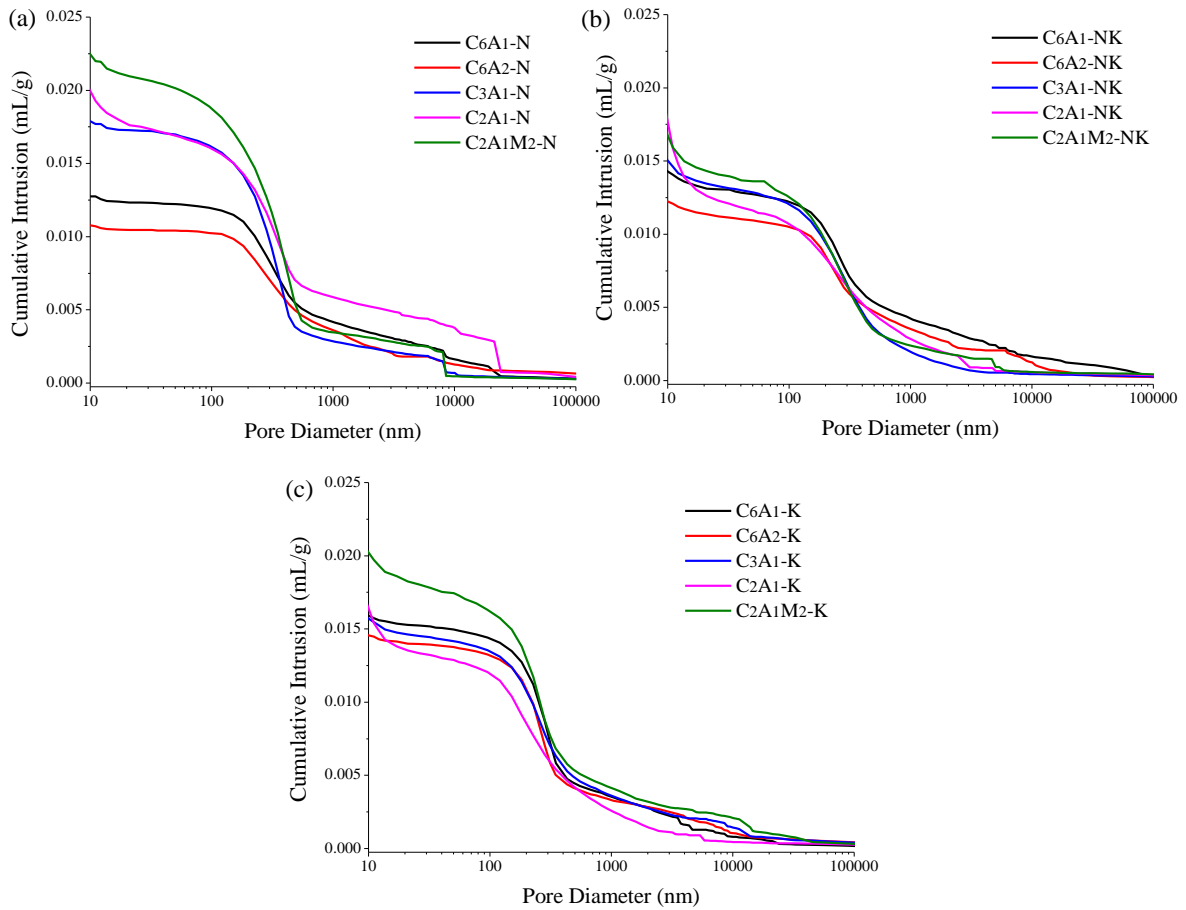 (a)
0.025
0.020
0.015
0.010
0.005
0.000
Cumulative Intrusion (mL/g)
C6A1-N
C6A2-N
C3A1-N
C2A1-N
C2A1M2-N
10 100 1000 10000 100000
Pore Diameter (nm)
(b)
0.025
0.020
0.015
0.010
0.005
0.000
Cumulative Intrusion (mL/g)
C6A1-NK
C6A2-NK
C3A1-NK
C2A1-NK
C2A1M2-NK
10 100 1000 10000 100000
Pore Diameter (nm)
(c)
0.025
0.020
0.015
0.010
0.005
0.000
Cumulative Intrusion (mL/g)
C6A1-K
C6A2-K
C3A1-K
C2A1-K
C2A1M2-K
10 100 1000 10000 100000
Pore Diameter (nm)